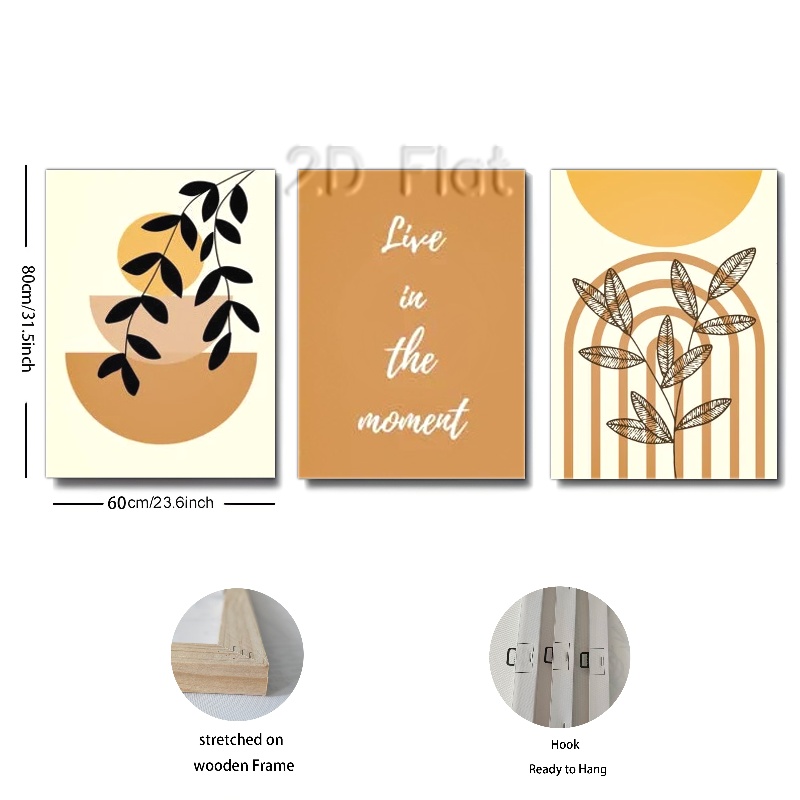 2D Flat
Live
in
the
moment
80cm/31.5inch
60cm/23.6inch
stretched on
wooden Frame
Hook
Ready to Hang